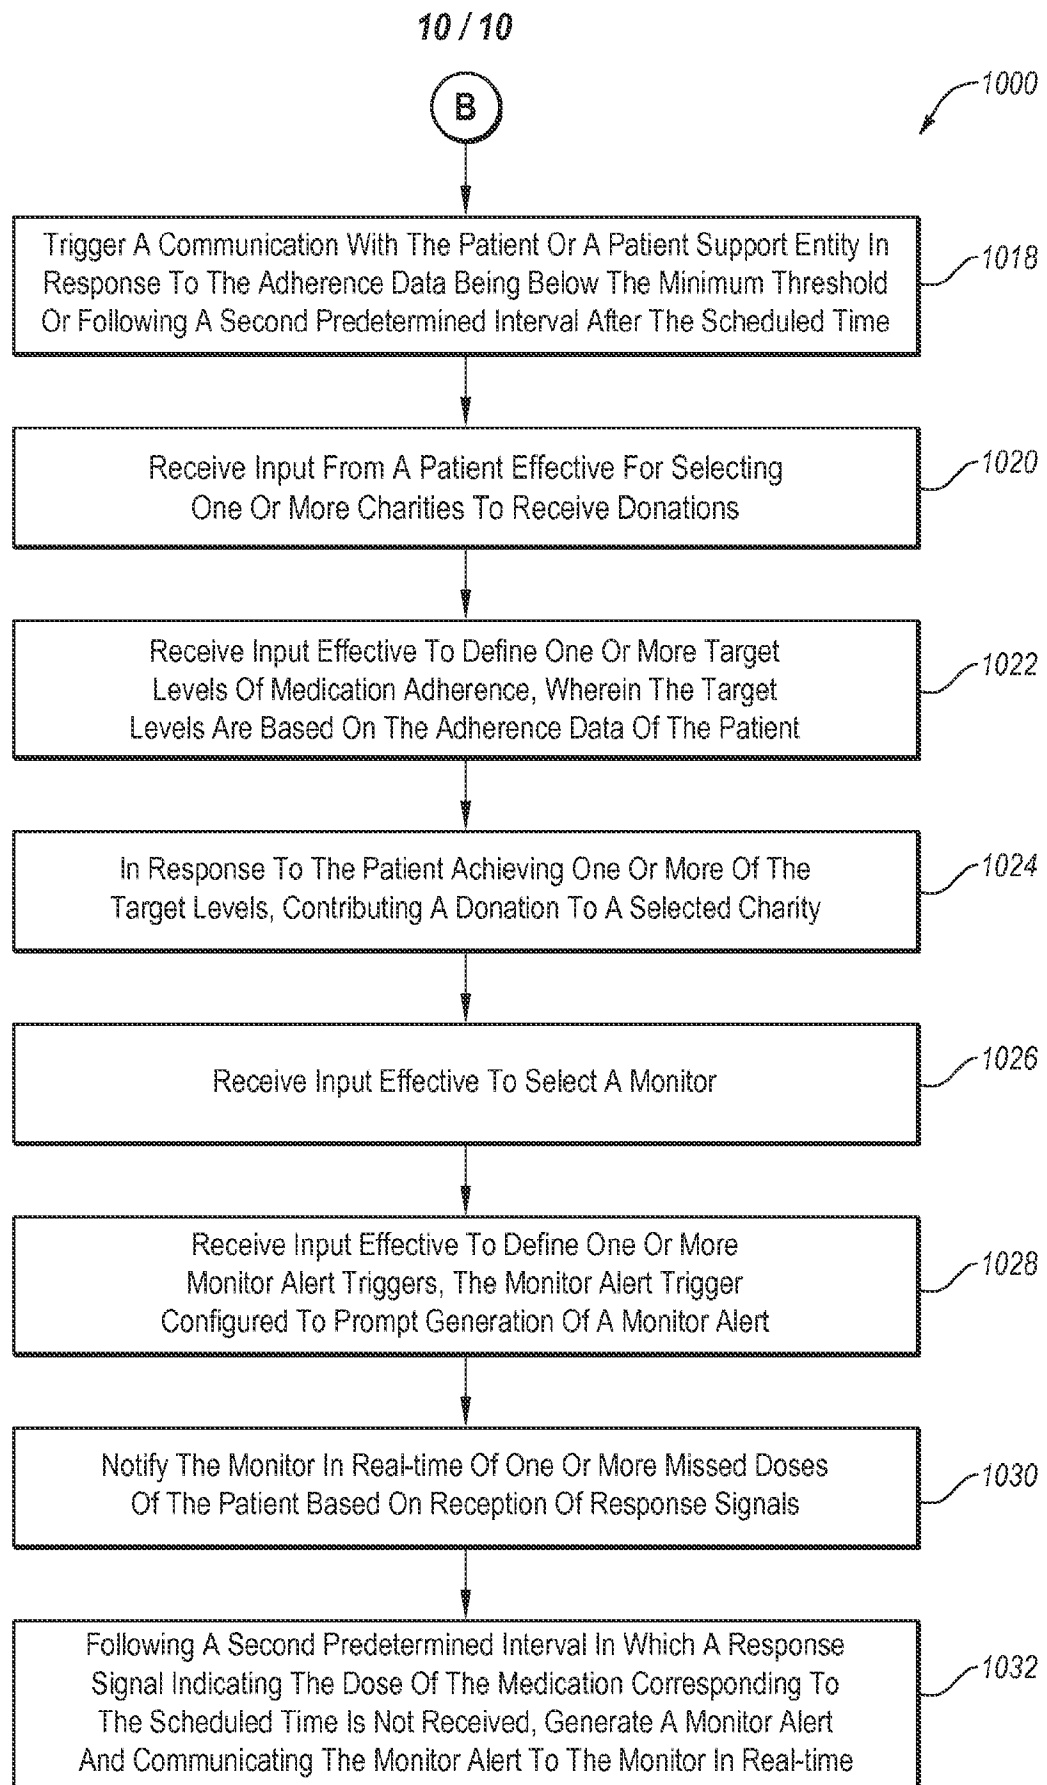 10 / 10
B
1000
Trigger A Communication With The Patient Or A Patient Support Entity In
Response To The Adherence Data Being Below The Minimum Threshold
Or Following A Second Predetermined Interval After The Scheduled Time
1018
Receive Input From A Patient Effective For Selecting
One Or More Charities To Receive Donations
1020
Receive Input Effective To Define One Or More Target
Levels Of Medication Adherence, Wherein The Target
Levels Are Based On The Adherence Data Of The Patient
1022
In Response To The Patient Achieving One Or More Of The
Target Levels, Contributing A Donation To A Selected Charity
1024
Receive Input Effective To Select A Monitor
1026
Receive Input Effective To Define One Or More
Monitor Alert Triggers, The Monitor Alert Trigger
Configured To Prompt Generation Of A Monitor Alert
1028
Notify The Monitor In Real-time Of One Or More Missed Doses
Of The Patient Based On Reception Of Response Signals
1030
Following A Second Predetermined Interval In Which A Response
Signal Indicating The Dose Of The Medication Corresponding To
The Scheduled Time Is Not Received, Generate A Monitor Alert
And Communicating The Monitor Alert To The Monitor In Real-time
1032